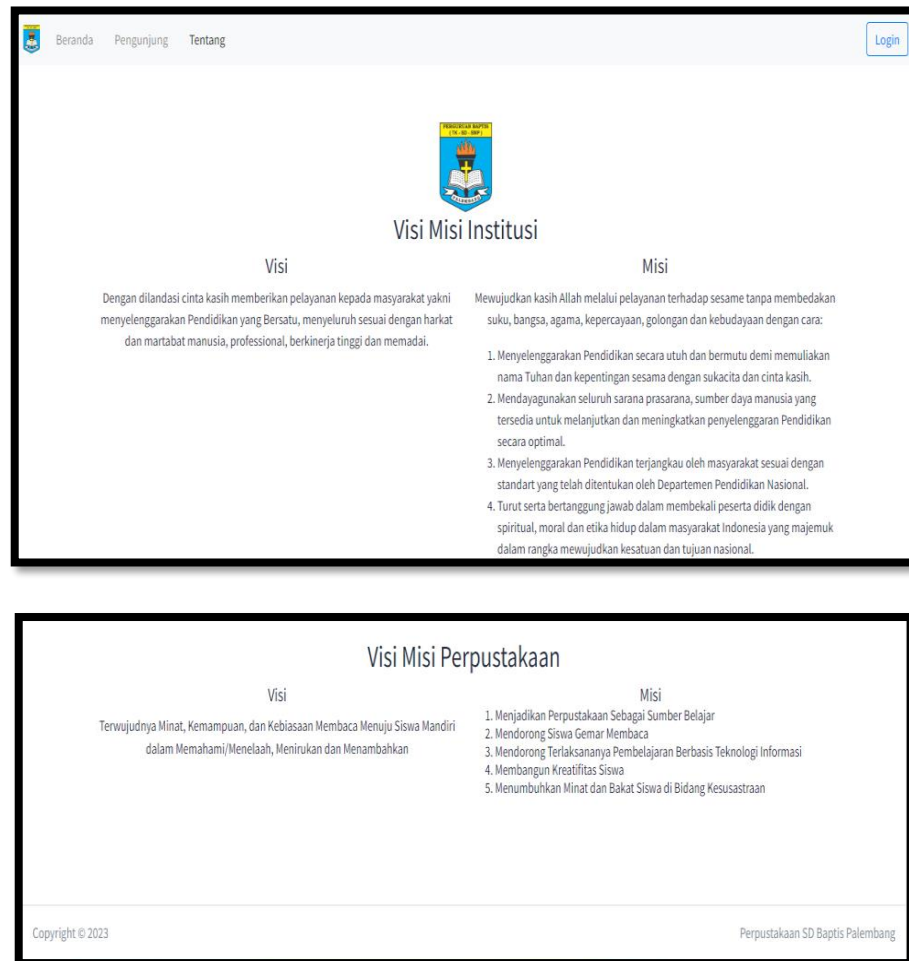 Beranda Pengunjung Tentang Login
PERGURUAN BAPTIS
(TK - SD - SMP)
PALEMBANG
Visi Misi Institusi
Visi
Dengan dilandasi cinta kasih memberikan pelayanan kepada masyarakat yakni
menyelenggarakan Pendidikan yang Bersatu, menyeluruh sesuai dengan harkat
dan martabat manusia, professional, berkinerja tinggi dan memadai.
Misi
Mewujudkan kasih Allah melalui pelayanan terhadap sesame tanpa membedakan
suku, bangsa, agama, kepercayaan, golongan dan kebudayaan dengan cara:
1. Menyelenggarakan Pendidikan secara utuh dan bermutu demi memuliakan
nama Tuhan dan kepentingan sesama dengan sukacita dan cinta kasih.
2. Mendayagunakan seluruh sarana prasarana, sumber daya manusia yang
tersedia untuk melanjutkan dan meningkatkan penyelenggaran Pendidikan
secara optimal.
3. Menyelenggarakan Pendidikan terjangkau oleh masyarakat sesuai dengan
standart yang telah ditentukan oleh Departemen Pendidikan Nasional.
4. Turut serta bertanggung jawab dalam membekali peserta didik dengan
spiritual, moral dan etika hidup dalam masyarakat Indonesia yang majemuk
dalam rangka mewujudkan kesatuan dan tujuan nasional.
Visi Misi Perpustakaan
Visi
Terwujudnya Minat, Kemampuan, dan Kebiasaan Membaca Menuju Siswa Mandiri
dalam Memahami/Menelaah, Menirukan dan Menambahkan
Misi
1. Menjadikan Perpustakaan Sebagai Sumber Belajar
2. Mendorong Siswa Gemar Membaca
3. Mendorong Terlaksananya Pembelajaran Berbasis Teknologi Informasi
4. Membangun Kreatifitas Siswa
5. Menumbuhkan Minat dan Bakat Siswa di Bidang Kesusastraan
Copyright © 2023 Perpustakaan SD Baptis Palembang